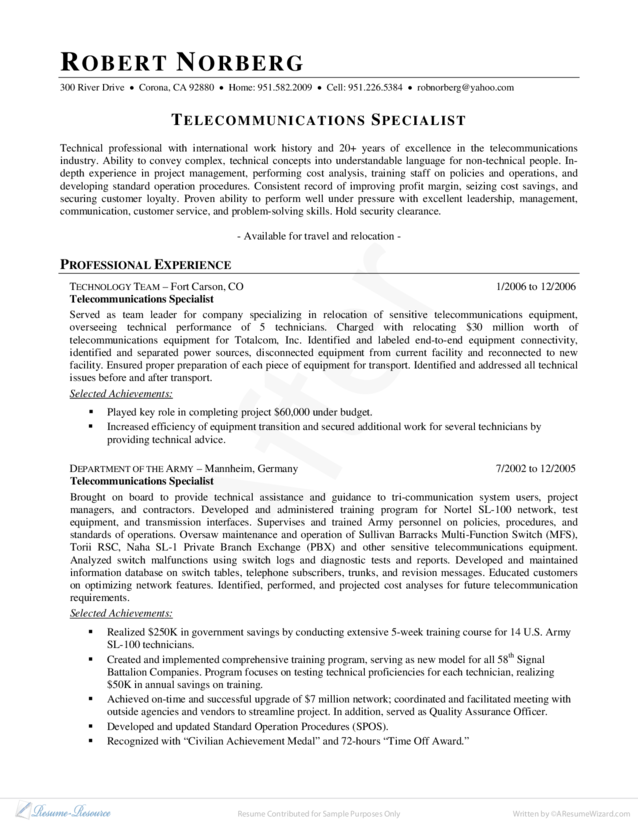 ROBERT NORBERG
300 River Drive • Corona, CA 92880 • Home: 951.582.2009 • Cell: 951.226.5384 • robnorberg@yahoo.com
TELECOMMUNICATIONS SPECIALIST
Technical professional with international work history and 20+ years of excellence in the telecommunications
industry. Ability to convey complex, technical concepts into understandable language for non-technical people. In-
depth experience in project management, performing cost analysis, training staff on policies and operations, and
developing standard operation procedures. Consistent record of improving profit margin, seizing cost savings, and
securing customer loyalty. Proven ability to perform well under pressure with excellent leadership, management,
communication, customer service, and problem-solving skills. Hold security clearance.
- Available for travel and relocation -
PROFESSIONAL EXPERIENCE
TECHNOLOGY TEAM – Fort Carson, CO 1/2006 to 12/2006
Telecommunications Specialist
Served as team leader for company specializing in relocation of sensitive telecommunications equipment,
overseeing technical performance of 5 technicians. Charged with relocating $30 million worth of
telecommunications equipment for Totalcom, Inc. Identified and labeled end-to-end equipment connectivity,
identified and separated power sources, disconnected equipment from current facility and reconnected to new
facility. Ensured proper preparation of each piece of equipment for transport. Identified and addressed all technical
issues before and after transport.
Selected Achievements:
▪ Played key role in completing project $60,000 under budget.
▪ Increased efficiency of equipment transition and secured additional work for several technicians by
providing technical advice.
DEPARTMENT OF THE ARMY – Mannheim, Germany 7/2002 to 12/2005
Telecommunications Specialist
Brought on board to provide technical assistance and guidance to tri-communication system users, project
managers, and contractors. Developed and administered training program for Nortel SL-100 network, test
equipment, and transmission interfaces. Supervises and trained Army personnel on policies, procedures, and
standards of operations. Oversaw maintenance and operation of Sullivan Barracks Multi-Function Switch (MFS),
Torii RSC, Naha SL-1 Private Branch Exchange (PBX) and other sensitive telecommunications equipment.
Analyzed switch malfunctions using switch logs and diagnostic tests and reports. Developed and maintained
information database on switch tables, telephone subscribers, trunks, and revision messages. Educated customers
on optimizing network features. Identified, performed, and projected cost analyses for future telecommunication
requirements.
Selected Achievements:
▪ Realized $250K in government savings by conducting extensive 5-week training course for 14 U.S. Army
SL-100 technicians.
▪ Created and implemented comprehensive training program, serving as new model for all 58th Signal
Battalion Companies. Program focuses on testing technical proficiencies for each technician, realizing
$50K in annual savings on training.
▪ Achieved on-time and successful upgrade of $7 million network; coordinated and facilitated meeting with
outside agencies and vendors to streamline project. In addition, served as Quality Assurance Officer.
▪ Developed and updated Standard Operation Procedures (SPOS).
▪ Recognized with “Civilian Achievement Medal” and 72-hours “Time Off Award.”
After
Resume-Resource Resume Contributed for Sample Purposes Only Written by ©AResumeWizard.com